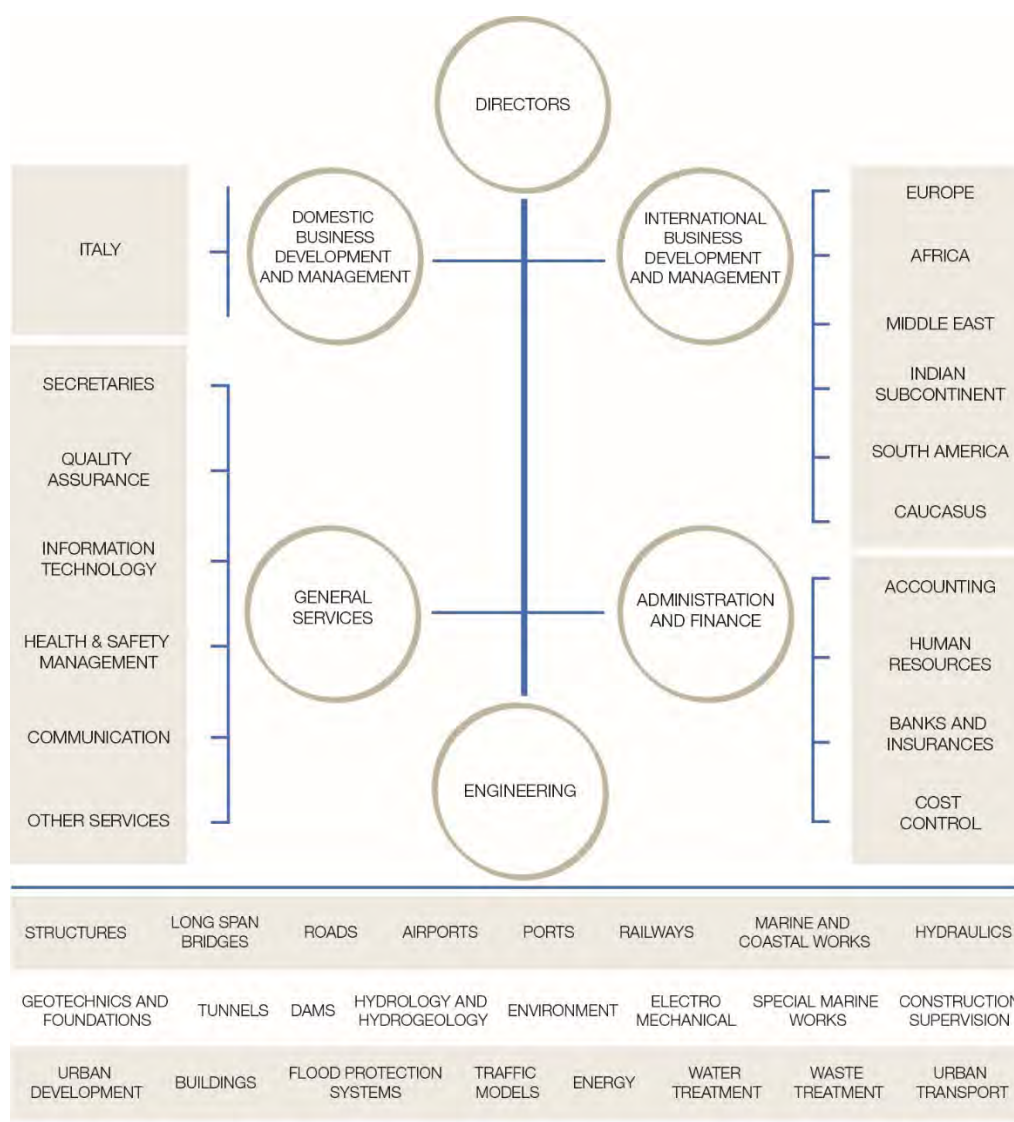 DIRECTORS
DOMESTIC
BUSINESS
DEVELOPMENT
AND MANAGEMENT
INTERNATIONAL
BUSINESS
DEVELOPMENT
AND MANAGEMENT
ITALY
EUROPE
AFRICA
MIDDLE EAST
INDIAN
SUBCONTINENT
SOUTH AMERICA
CAUCASUS
SECRETARIES
QUALITY
ASSURANCE
INFORMATION
TECHNOLOGY
HEALTH & SAFETY
MANAGEMENT
COMMUNICATION
OTHER SERVICES
GENERAL
SERVICES
ADMINISTRATION
AND FINANCE
ACCOUNTING
HUMAN
RESOURCES
BANKS AND
INSURANCES
COST
CONTROL
ENGINEERING
STRUCTURES
LONG SPAN
BRIDGES
ROADS
AIRPORTS
PORTS
RAILWAYS
MARINE AND
COASTAL WORKS
HYDRAULICS
GEOTECHNICS AND
FOUNDATIONS
TUNNELS
DAMS
HYDROLOGY AND
HYDROGEOLOGY
ENVIRONMENT
ELECTRO
MECHANICAL
SPECIAL MARINE
WORKS
CONSTRUCTION
SUPERVISION
URBAN
DEVELOPMENT
BUILDINGS
FLOOD PROTECTION
SYSTEMS
TRAFFIC
MODELS
ENERGY
WATER
TREATMENT
WASTE
TREATMENT
URBAN
TRANSPORT